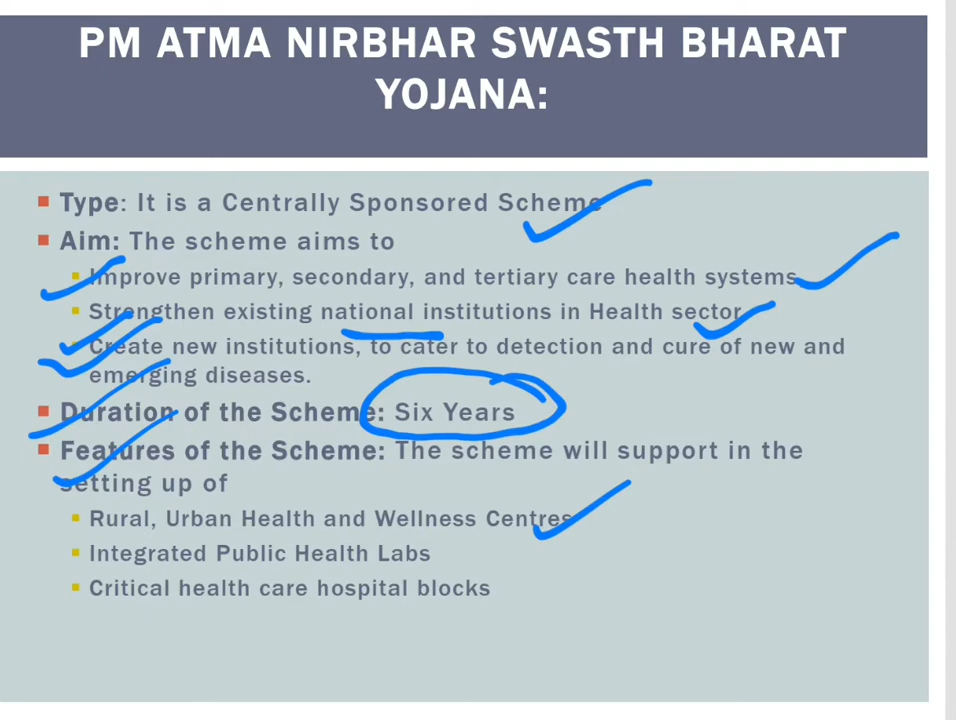 PM ATMA NIRBHAR SWASTH BHARAT
YOJANA:
Type: It is a Centrally Sponsored Scheme
Aim: The scheme aims to
Improve primary, secondary, and tertiary care health systems
Strengthen existing national institutions in Health sector
Create new institutions, to cater to detection and cure of new and
emerging diseases.
Duration of the Scheme: Six Years
Features of the Scheme: The scheme will support in the
setting up of
Rural, Urban Health and Wellness Centres
Integrated Public Health Labs
Critical health care hospital blocks